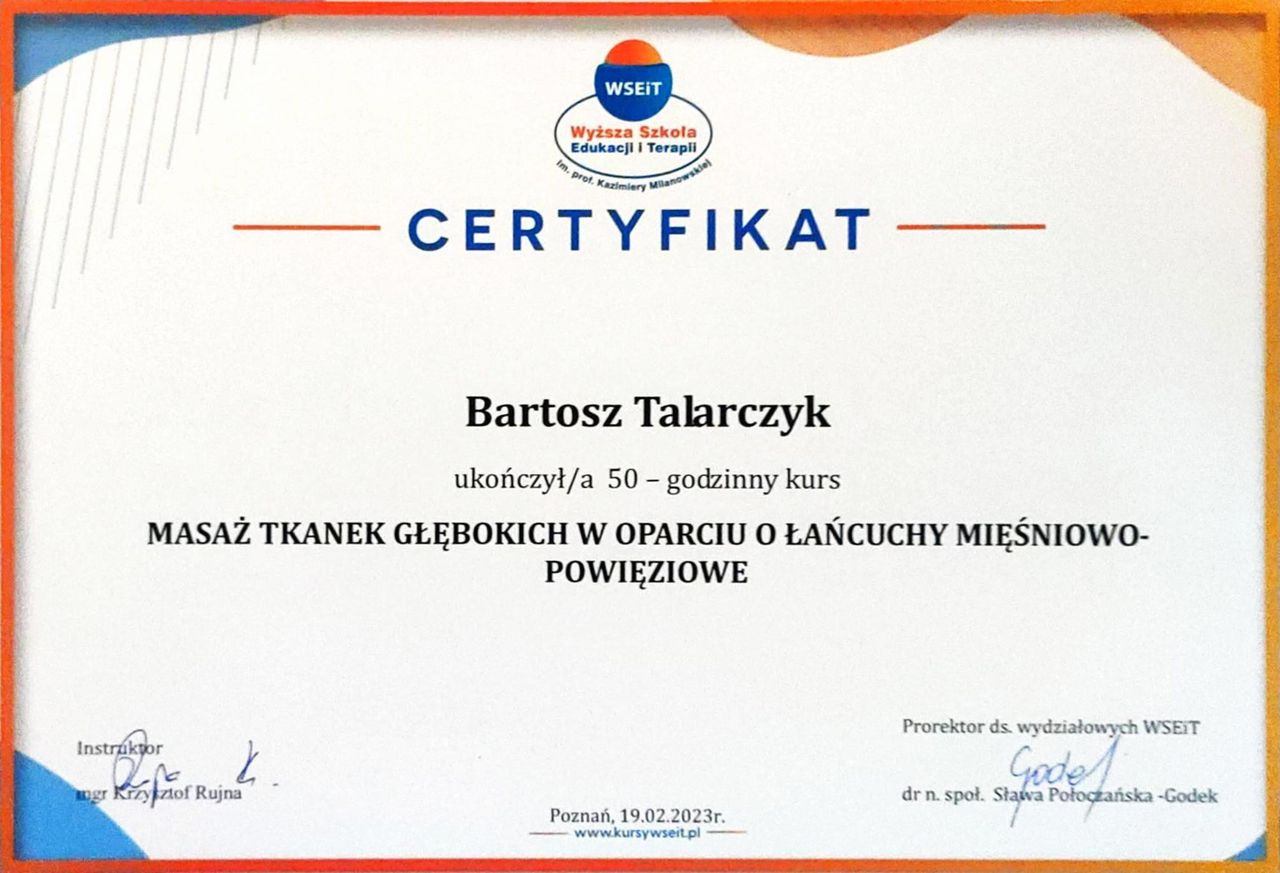 WSEiT
Wyższa Szkoła
Edukacji i Terapii
im. prof. Kazimiery Milanowskiej
CERTYFIKAT
Bartosz Talarczyk
ukończył/a 50 – godzinny kurs
MASAŻ TKANEK GŁĘBOKICH W OPARCIU O ŁAŃCUCHY MIĘŚNIOWO-
POWIĘZIOWE
Instruktor
mgr Krzysztof Rujna
Prorektor ds. wydziałowych WSEiT
Godek
dr n. społ. Sława Połoczańska -Godek
Poznań, 19.02.2023r.
www.kursywseit.pl